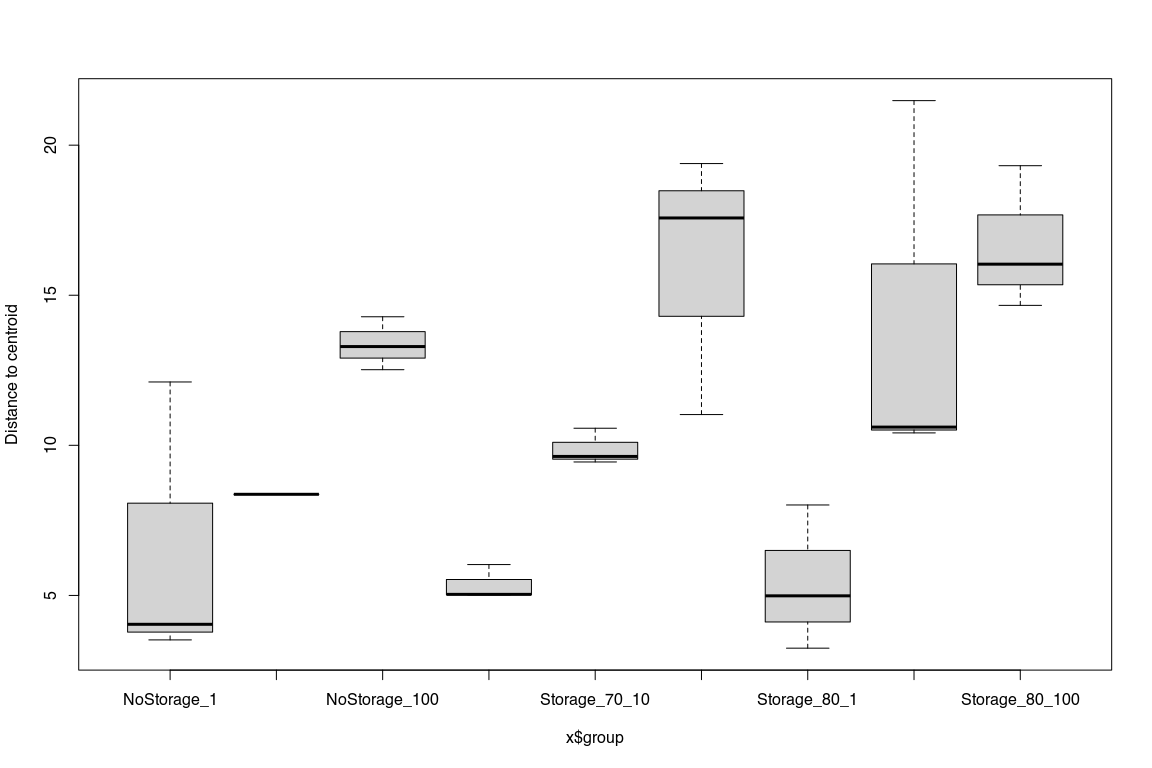 Distance to centroid
20
15
10
5
NoStorage_1 NoStorage_100 Storage_70_10 Storage_80_1 Storage_80_100
x$group